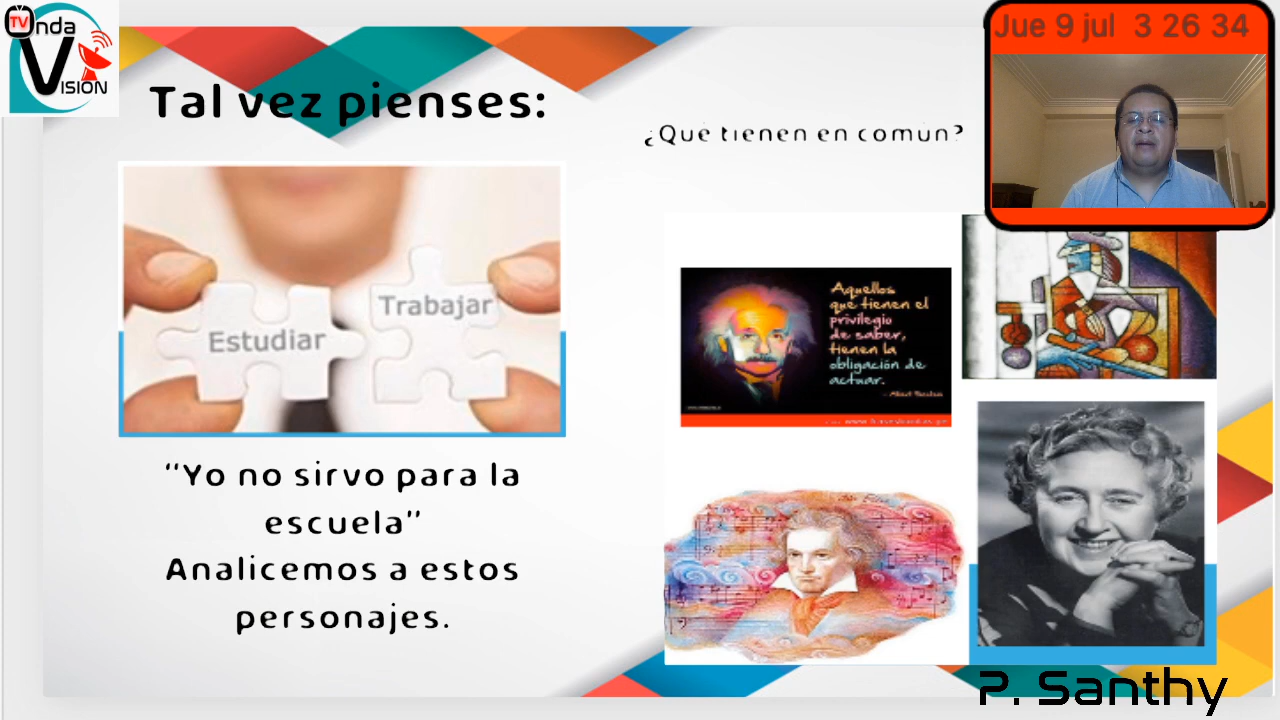 TV
Onda
Vision
Jue 9 jul 3 26 34
Tal vez pienses:
¿Qué tienen en común?
Estudiar
Trabajar
Aquellos
que tienen el
privilegio
de saber,
tienen la
obligación de
actuar.
"Yo no sirvo para la
escuela"
Analicemos a estos
personajes.
P. Santhy